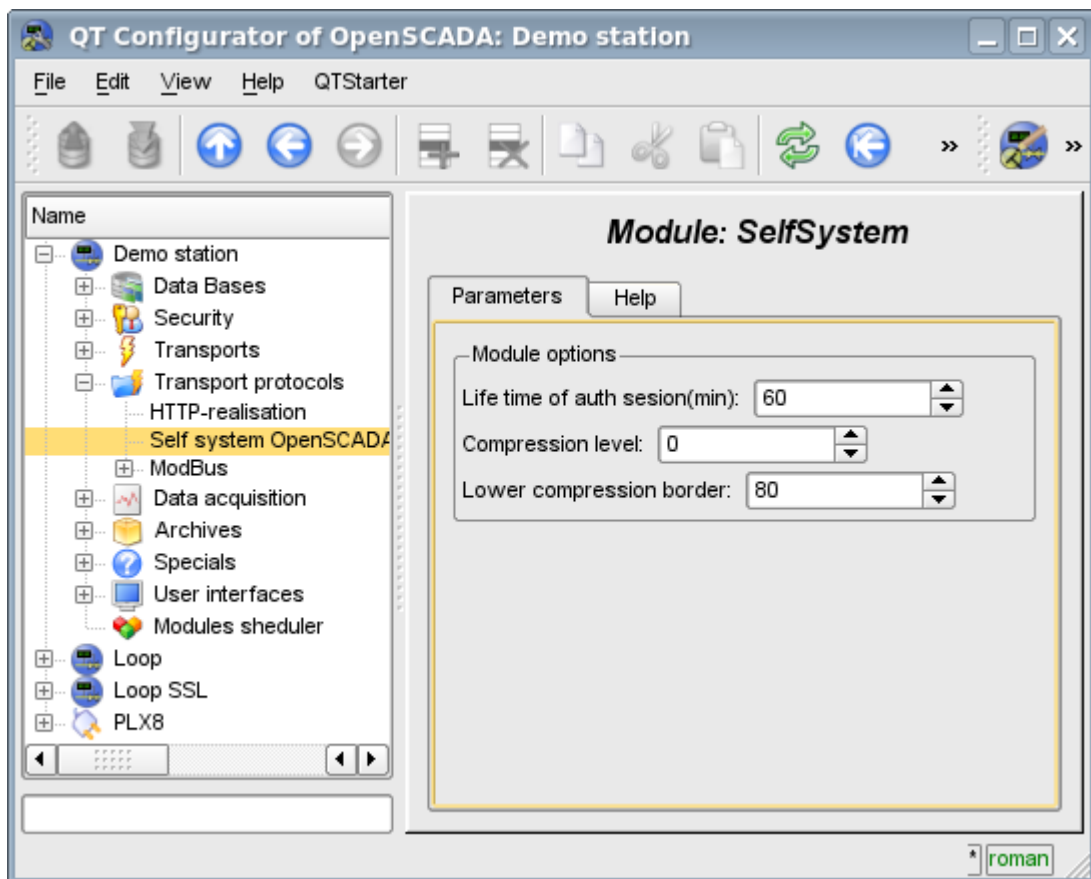 QT Configurator of OpenSCADA: Demo station
File Edit View Help QTStarter
» »
Name
Demo station
Data Bases
Security
Transports
Transport protocols
HTTP-realisation
Self system OpenSCADA
ModBus
Data acquisition
Archives
Specials
User interfaces
Modules sheduler
Loop
Loop SSL
PLX8
Module: SelfSystem
Parameters Help
Module options
Life time of auth sesion(min): 60
Compression level: 0
Lower compression border: 80
* roman